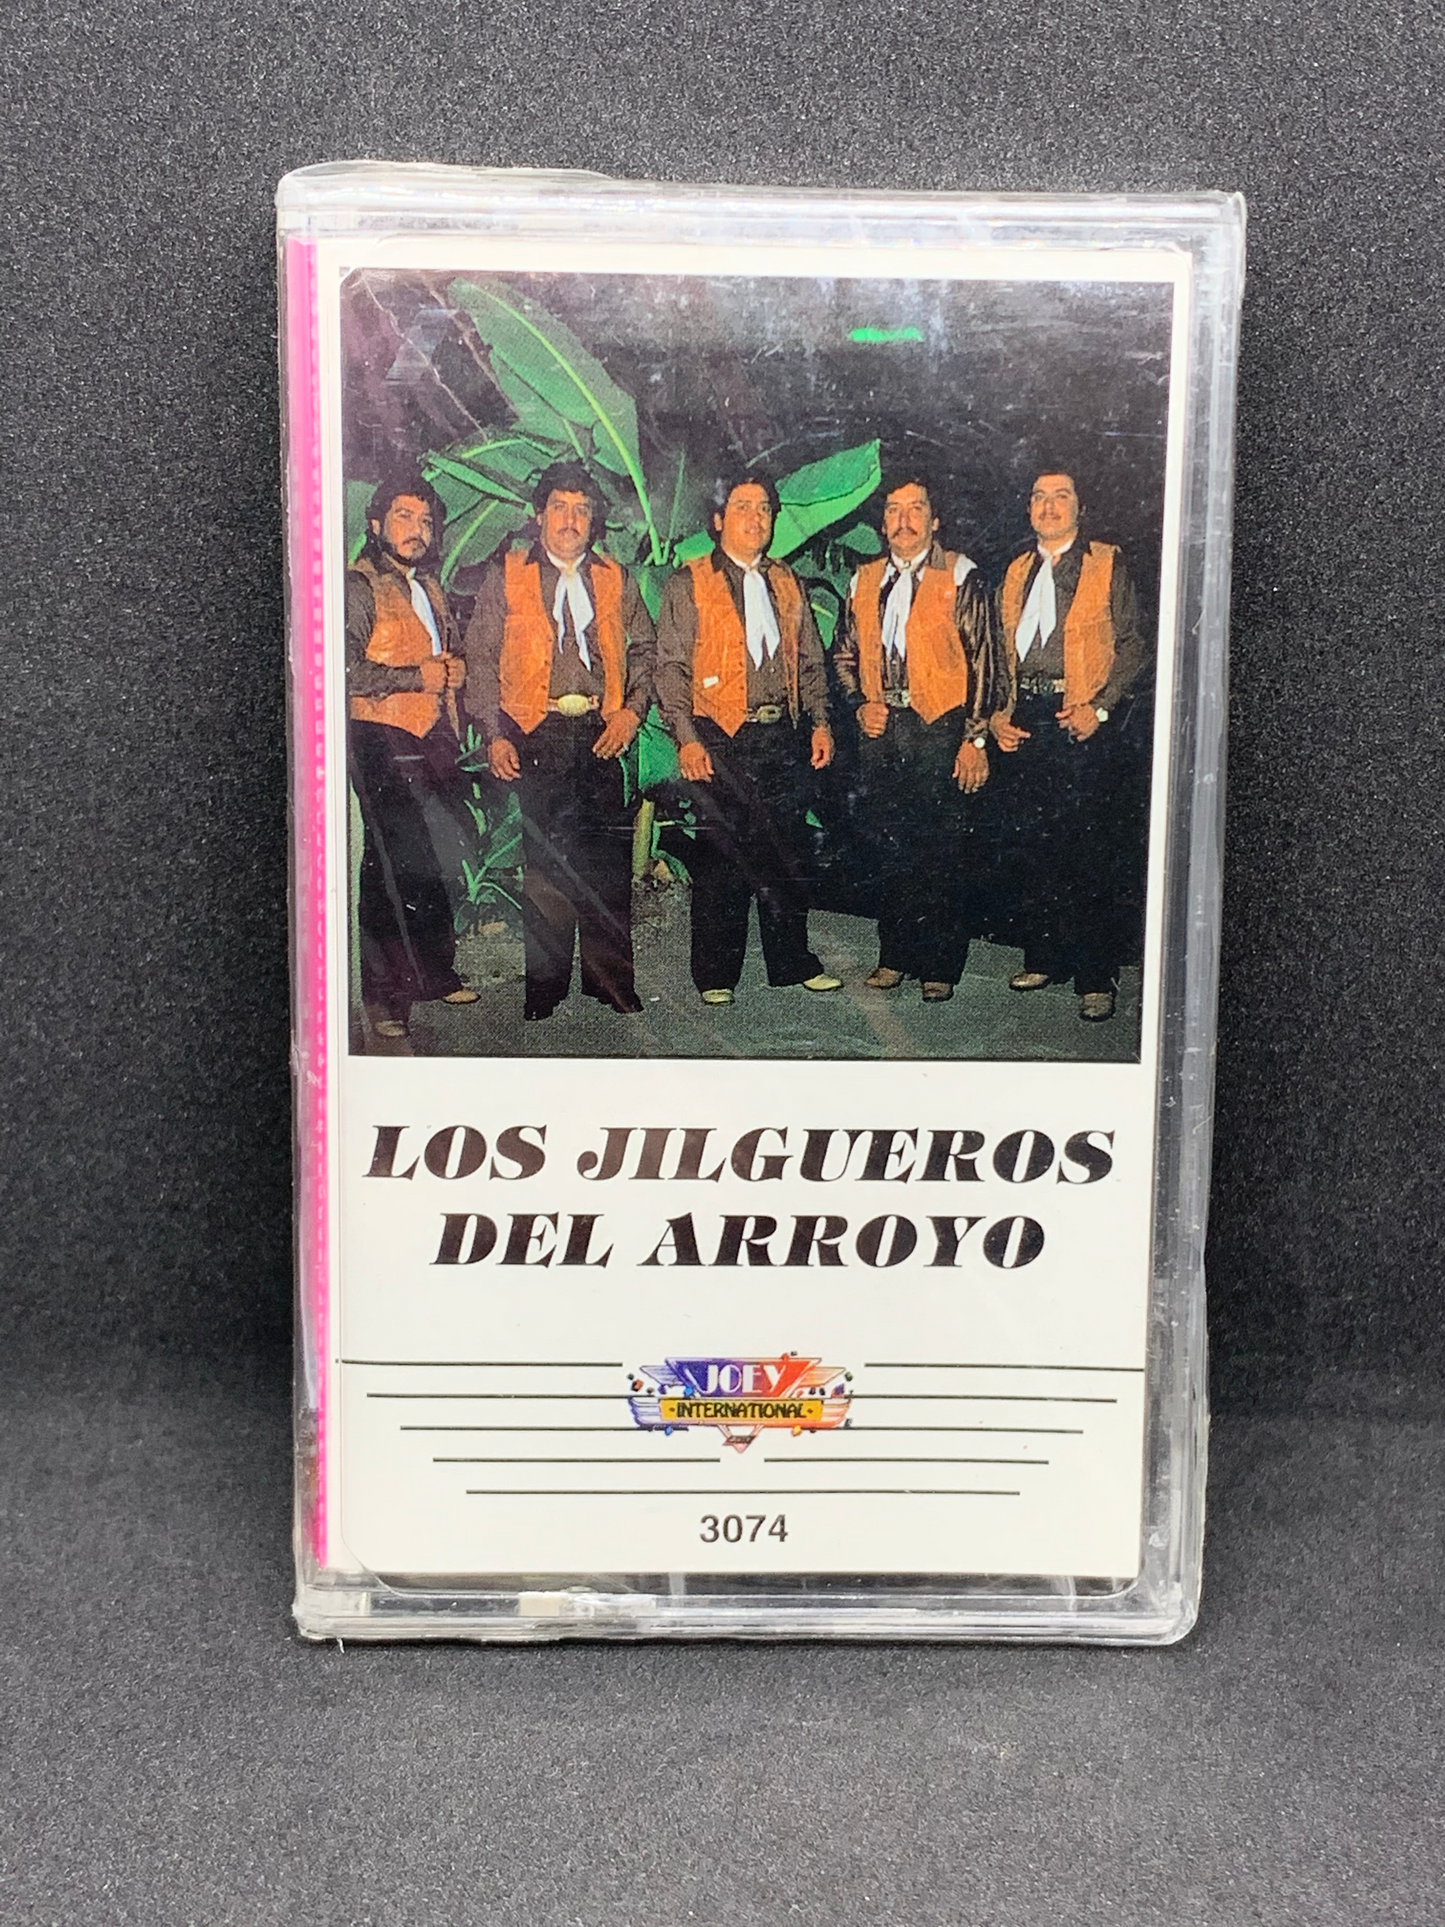 LOS JILGUEROS
DEL ARROYO
JOEY
INTERNATIONAL
3074